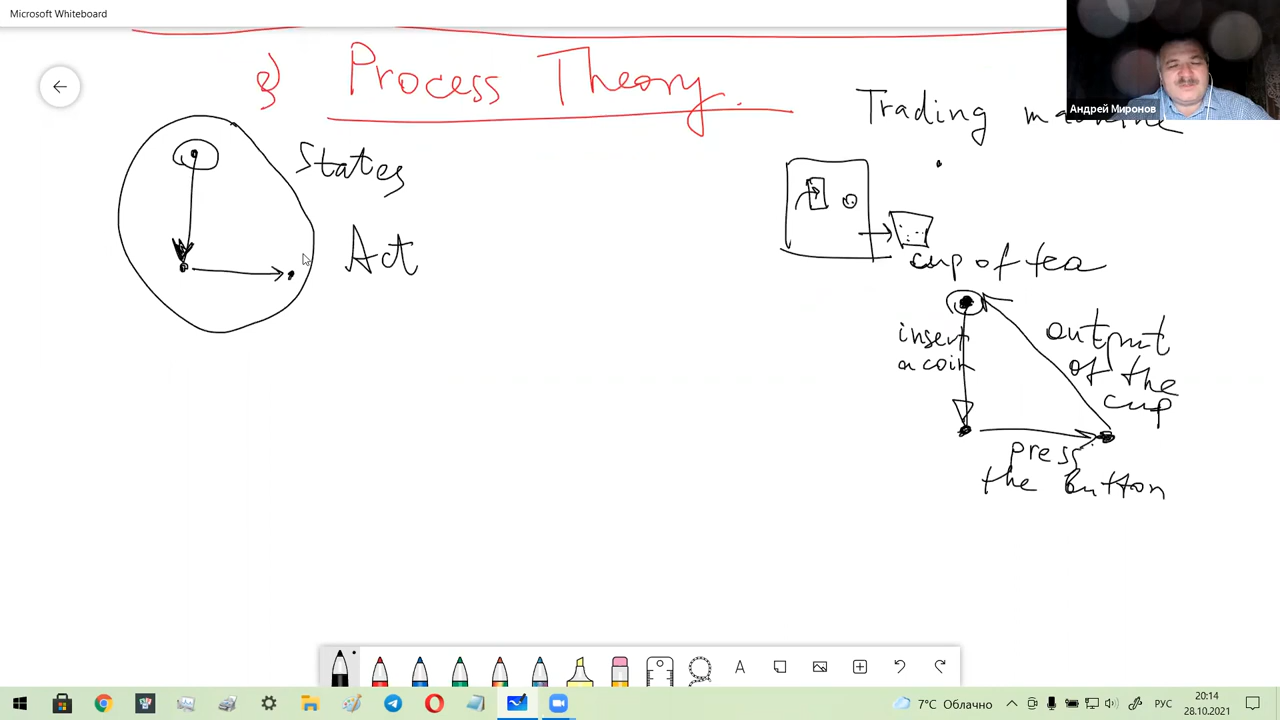 Microsoft Whiteboard
3) Process Theory.
Андрей Миронов
Trading machine
States
Act
cup of tea
insert
a coin
output
of the
cup
press
the button
A
7°C Облачно
РУС
20:14
28.10.2021